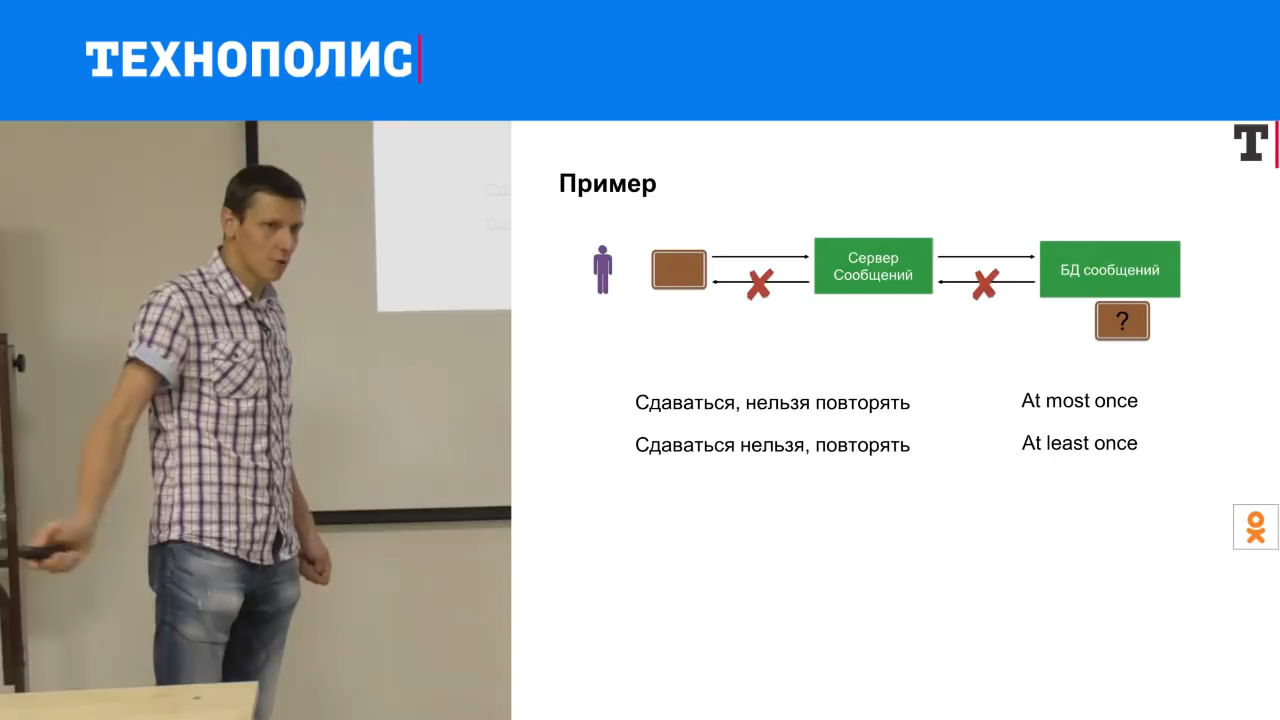 ТЕХНОПОЛИС
Т
Пример
Сервер
Сообщений
БД сообщений
?
Сдаваться, нельзя повторять
At most once
Сдаваться нельзя, повторять
At least once